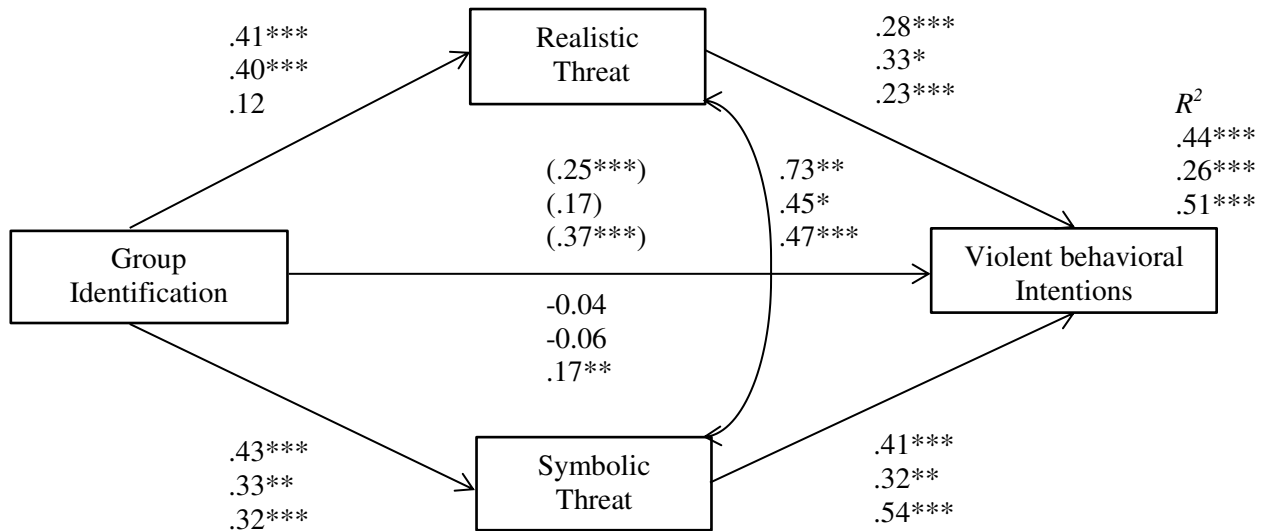 .41***
.40***
.12
Realistic
Threat
.28***
.33*
.23***
R²
.44***
.26***
.51***
(.25***)
(.17)
(.37***)
.73**
.45*
.47***
Group
Identification
Violent behavioral
Intentions
-0.04
-0.06
.17**
.43***
.33**
.32***
Symbolic
Threat
.41***
.32**
.54***